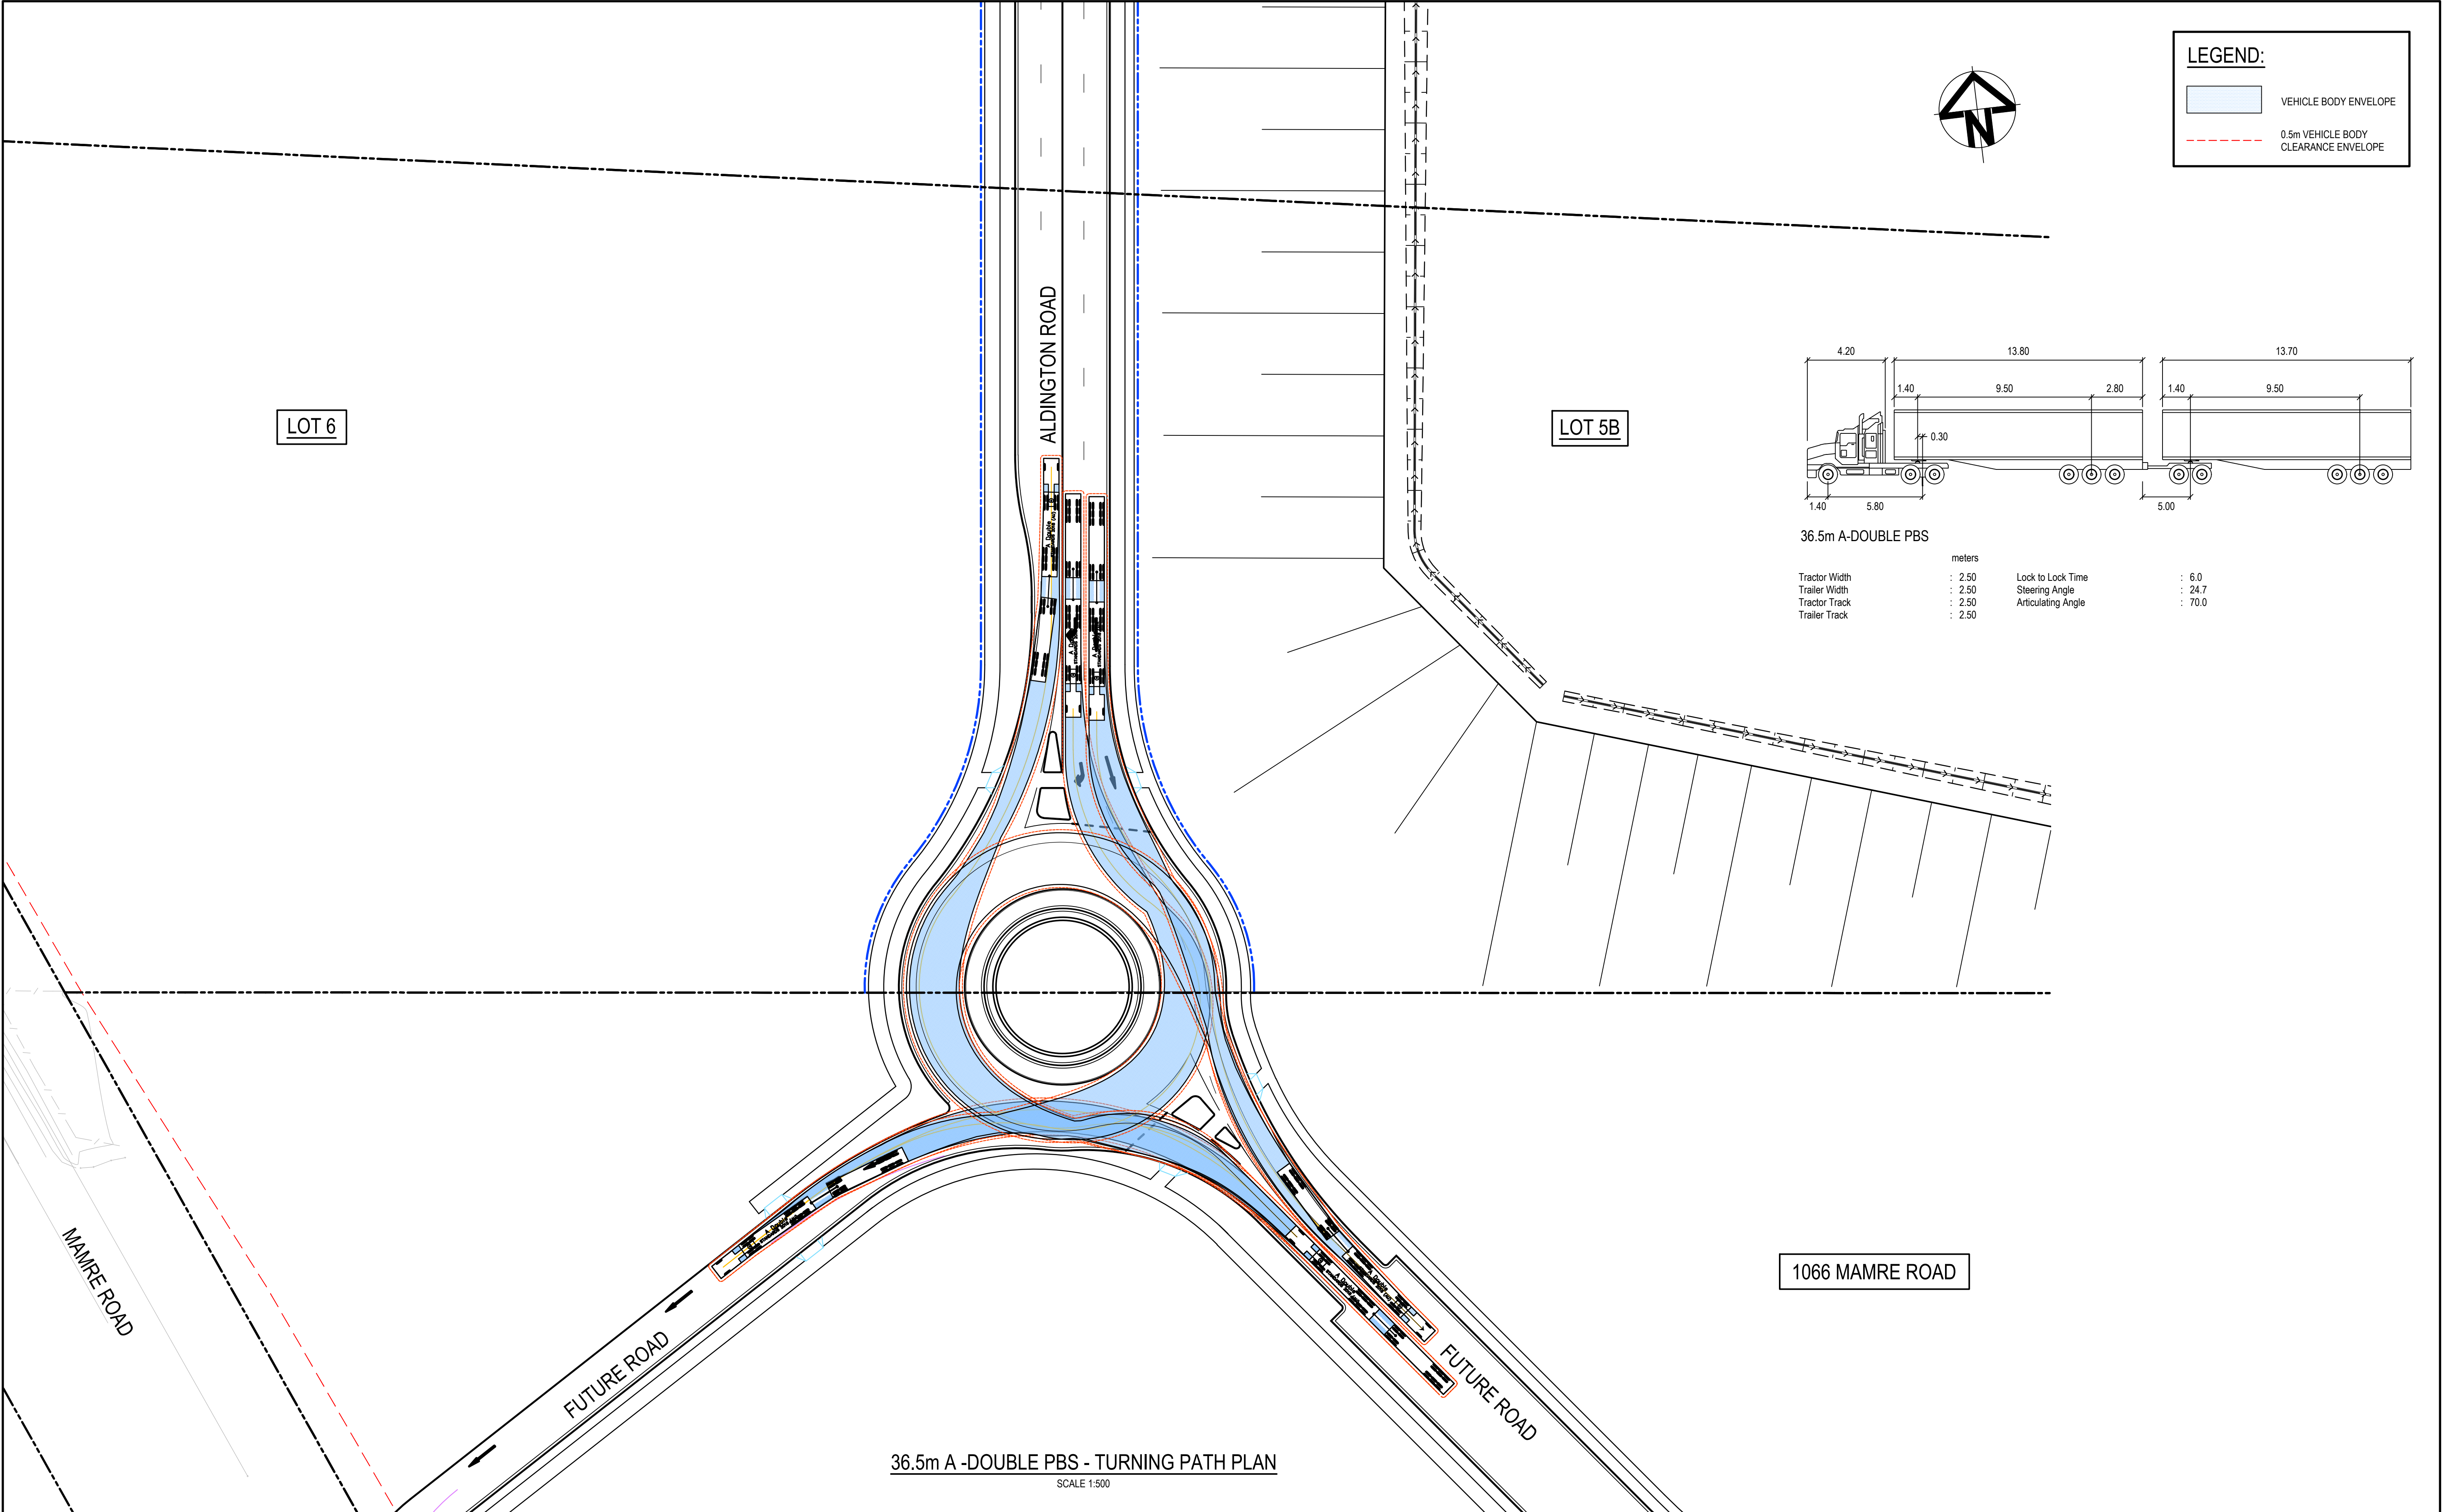 LEGEND:
VEHICLE BODY ENVELOPE
0.5m VEHICLE BODY
CLEARANCE ENVELOPE
N
ALDINGTON ROAD
LOT 6
LOT 5B
4.20
13.80
13.70
1.40
9.50
2.80
1.40
9.50
0.30
1.40
5.80
5.00
36.5m A-DOUBLE PBS
meters
Tractor Width : 2.50 Lock to Lock Time : 6.0
Trailer Width : 2.50 Steering Angle : 24.7
Tractor Track : 2.50 Articulating Angle : 70.0
Trailer Track : 2.50
A Double
A Double
A Double
A Double
MAMRE ROAD
FUTURE ROAD
FUTURE ROAD
1066 MAMRE ROAD
36.5m A -DOUBLE PBS - TURNING PATH PLAN
SCALE 1:500